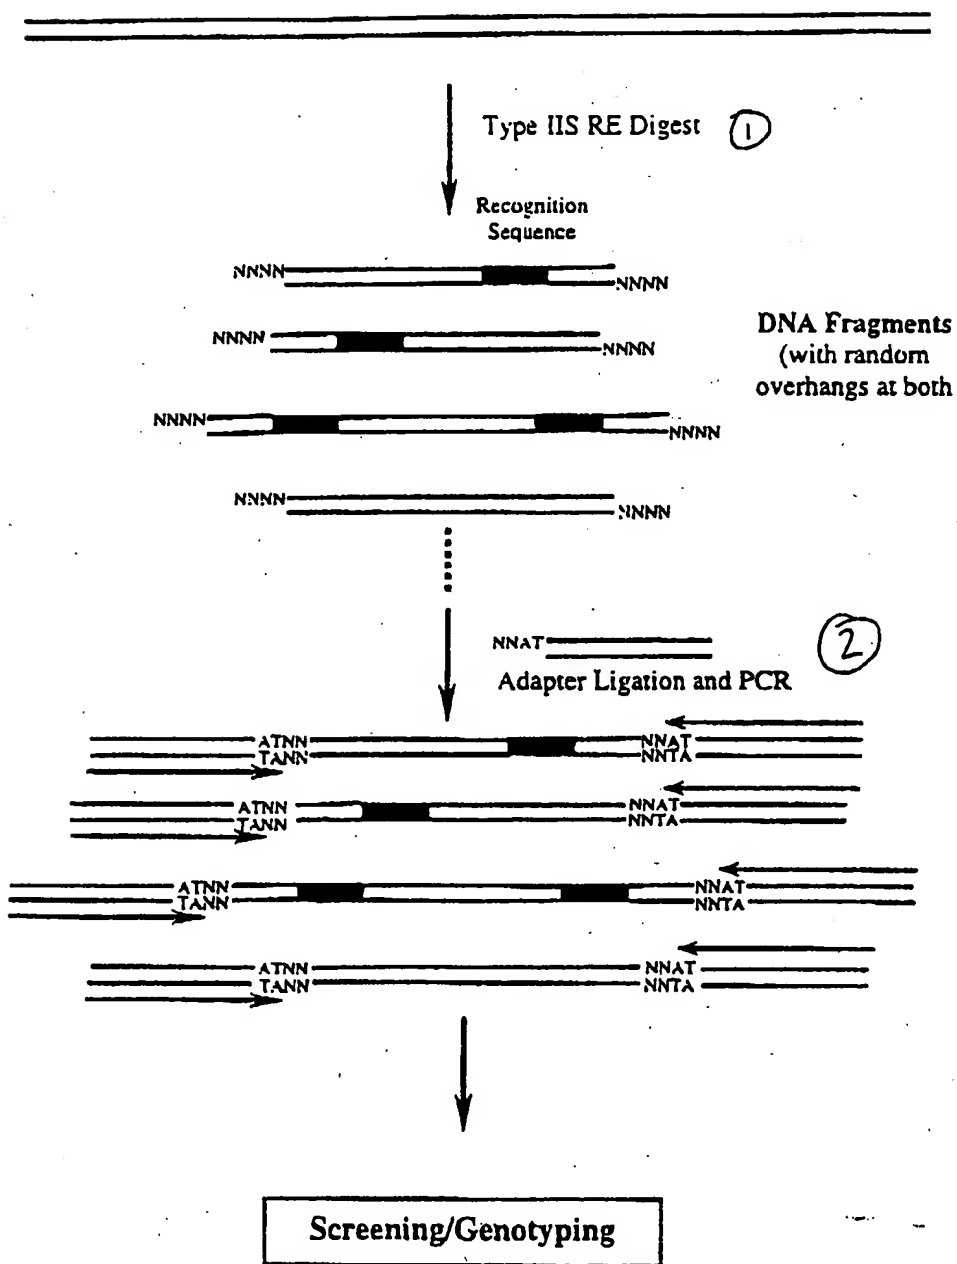 Type IIS RE Digest 1
Recognition
Sequence
NNNN NNNN
NNNN NNNN
DNA Fragments
(with random
overhangs at both
NNNN NNNN
NNNN NNNN
NNAT 2
Adapter Ligation and PCR
ATNN NNAT
TANN NNTA
ATNN NNAT
TANN NNTA
ATNN NNAT
TANN NNTA
ATNN NNAT
TANN NNTA
Screening/Genotyping